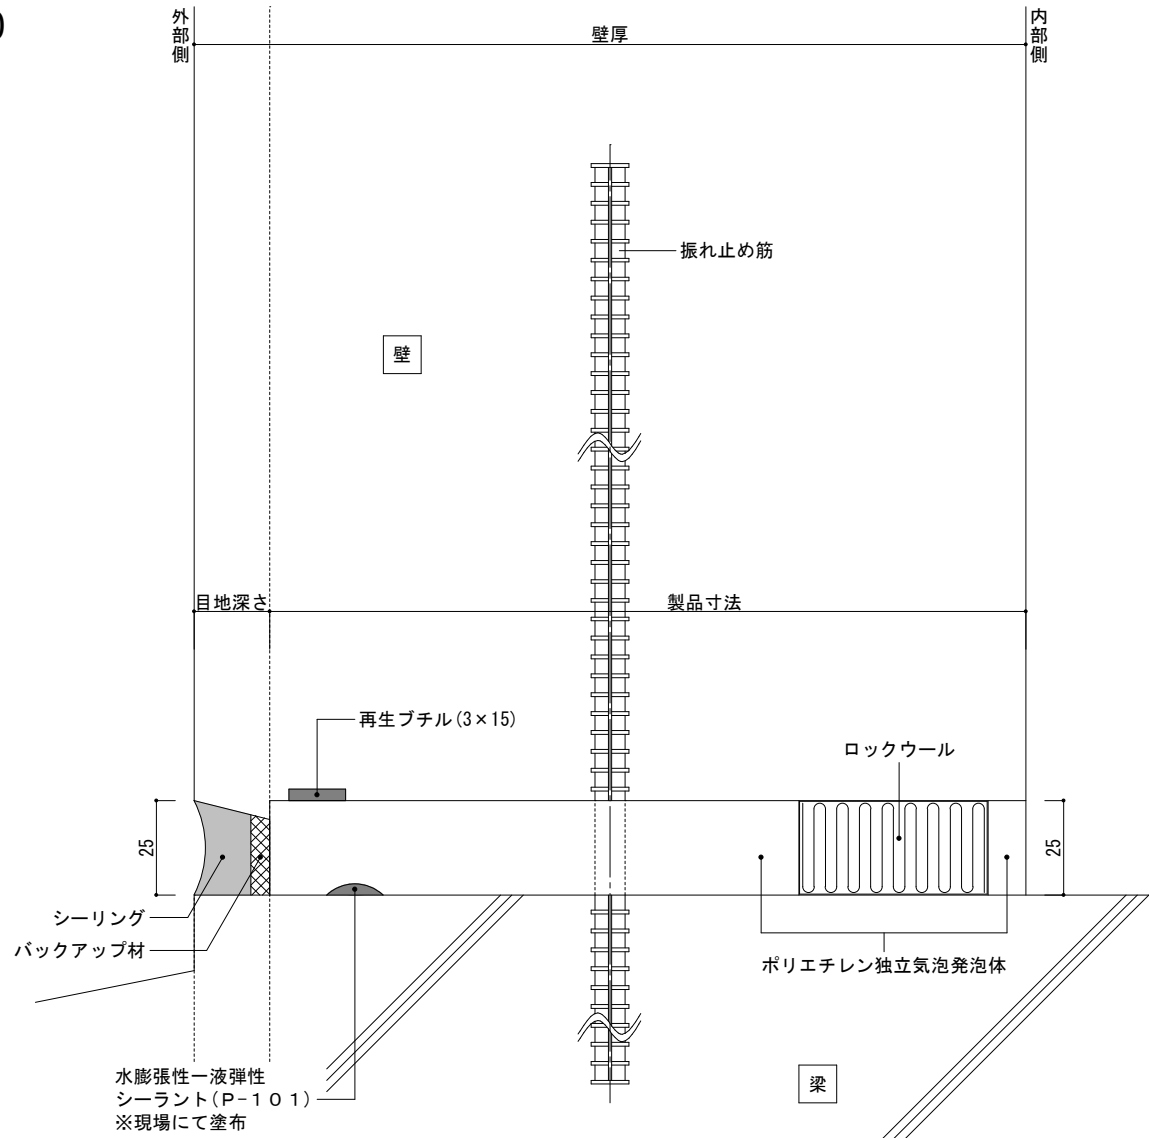 外部側
壁厚
内部側
振れ止め筋
壁
目地深さ
製品寸法
再生ブチル(3×15)
ロックウール
25
25
シーリング
バックアップ材
ポリエチレン独立気泡発泡体
水膨張性一液弾性
シーラント(P-101)
※現場にて塗布
梁